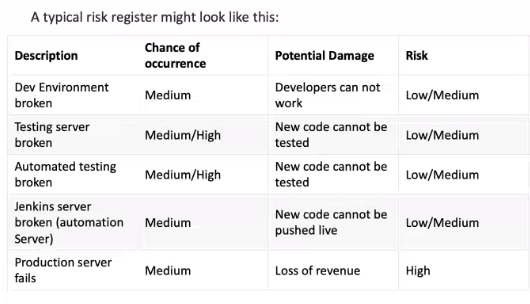 A typical risk register might look like this:
Description
Chance of
occurrence
Potential Damage
Risk
Dev Environment
broken
Medium
Developers can not
work
Low/Medium
Testing server
broken
Medium/High
New code cannot be
tested
Low/Medium
Automated testing
broken
Medium/High
New code cannot be
tested
Low/Medium
Jenkins server
broken (automation
Server)
Medium
New code cannot be
pushed live
Low/Medium
Production server
fails
Medium
Loss of revenue
High